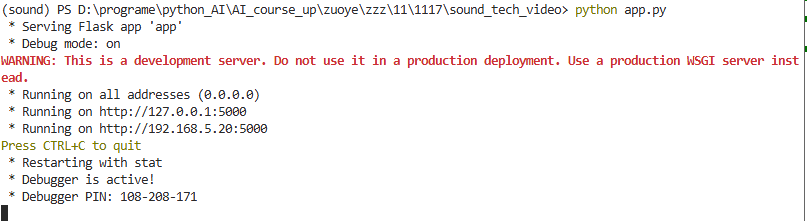 (sound) PS D:\programe\python_AI\AI_course_up\zuoye\zzz\11\1117\sound_tech_video> python app.py
 * Serving Flask app 'app'
 * Debug mode: on
WARNING: This is a development server. Do not use it in a production deployment. Use a production WSGI server inst
ead.
 * Running on all addresses (0.0.0.0)
 * Running on http://127.0.0.1:5000
 * Running on http://192.168.5.20:5000
Press CTRL+C to quit
 * Restarting with stat
 * Debugger is active!
 * Debugger PIN: 108-208-171